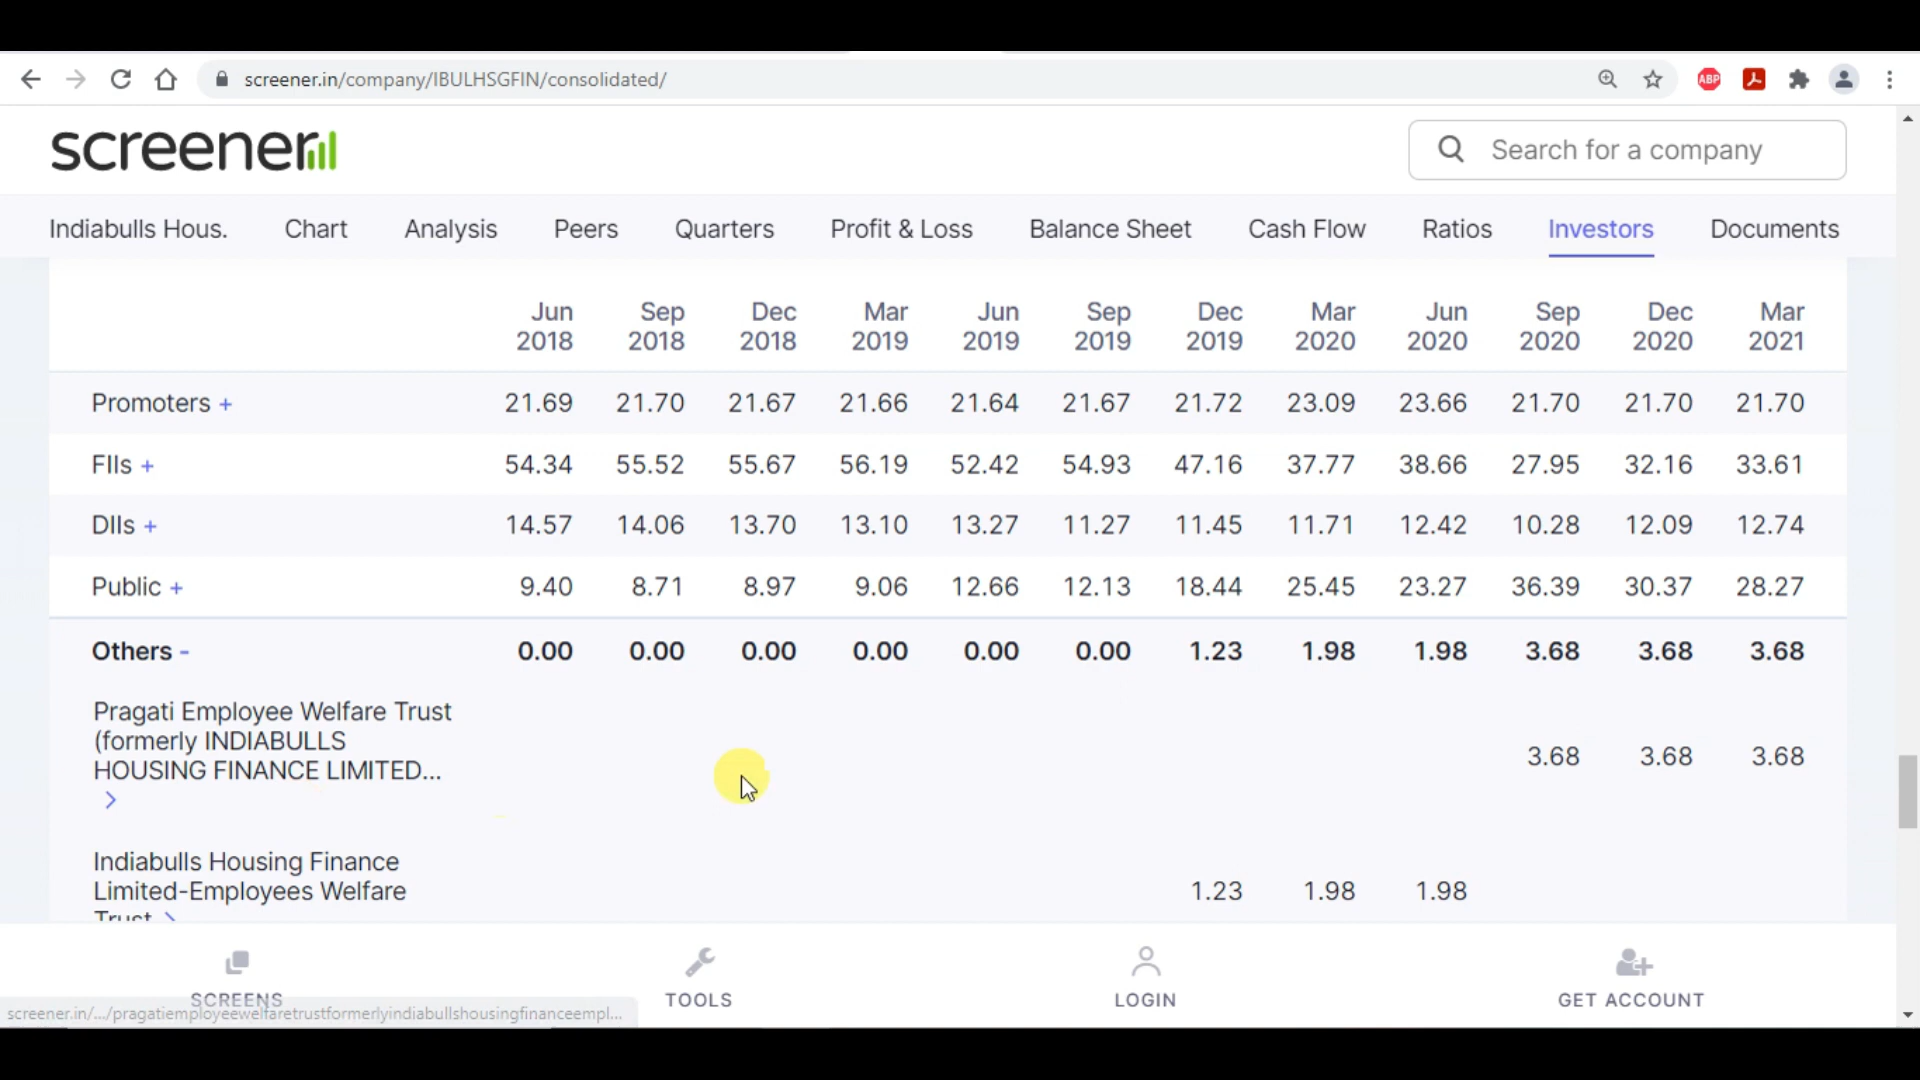 screener.in/company/IBULHSGFIN/consolidated/
ABP
screener
Search for a company
Indiabulls Hous. Chart Analysis Peers Quarters Profit & Loss Balance Sheet Cash Flow Ratios Investors Documents
Jun 2018 Sep 2018 Dec 2018 Mar 2019 Jun 2019 Sep 2019 Dec 2019 Mar 2020 Jun 2020 Sep 2020 Dec 2020 Mar 2021
Promoters + 21.69 21.70 21.67 21.66 21.64 21.67 21.72 23.09 23.66 21.70 21.70 21.70
FIIs + 54.34 55.52 55.67 56.19 52.42 54.93 47.16 37.77 38.66 27.95 32.16 33.61
DIIs + 14.57 14.06 13.70 13.10 13.27 11.27 11.45 11.71 12.42 10.28 12.09 12.74
Public + 9.40 8.71 8.97 9.06 12.66 12.13 18.44 25.45 23.27 36.39 30.37 28.27
Others - 0.00 0.00 0.00 0.00 0.00 0.00 1.23 1.98 1.98 3.68 3.68 3.68
Pragati Employee Welfare Trust
(formerly INDIABULLS
HOUSING FINANCE LIMITED... 3.68 3.68 3.68
Indiabulls Housing Finance
Limited-Employees Welfare
Trust 1.23 1.98 1.98
SCREENS TOOLS LOGIN GET ACCOUNT
screener.in/.../pragatiemployeewelfaretrustformerlyindiabullshousingfinanceempl...